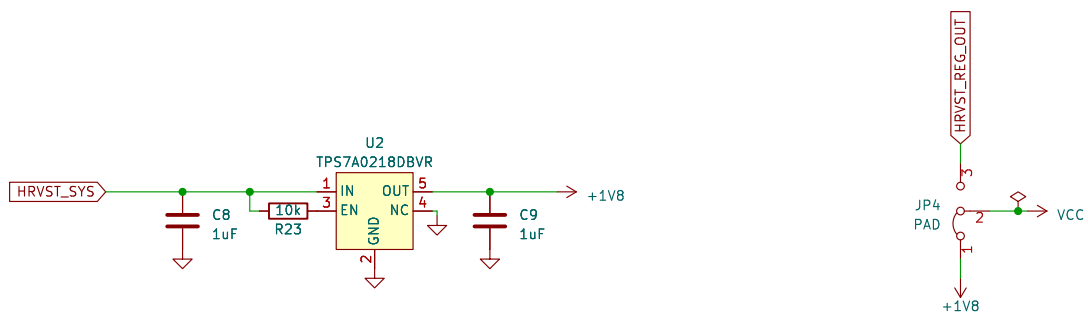 U2
TPS7A0218DBVR
HRVST_SYS
1
IN
OUT
5
+1V8
10k
3
EN
NC
4
R23
GND
2
C8
1uF
C9
1uF
HRVST_REG_OUT
3
JP4
PAD
2
VCC
1
+1V8